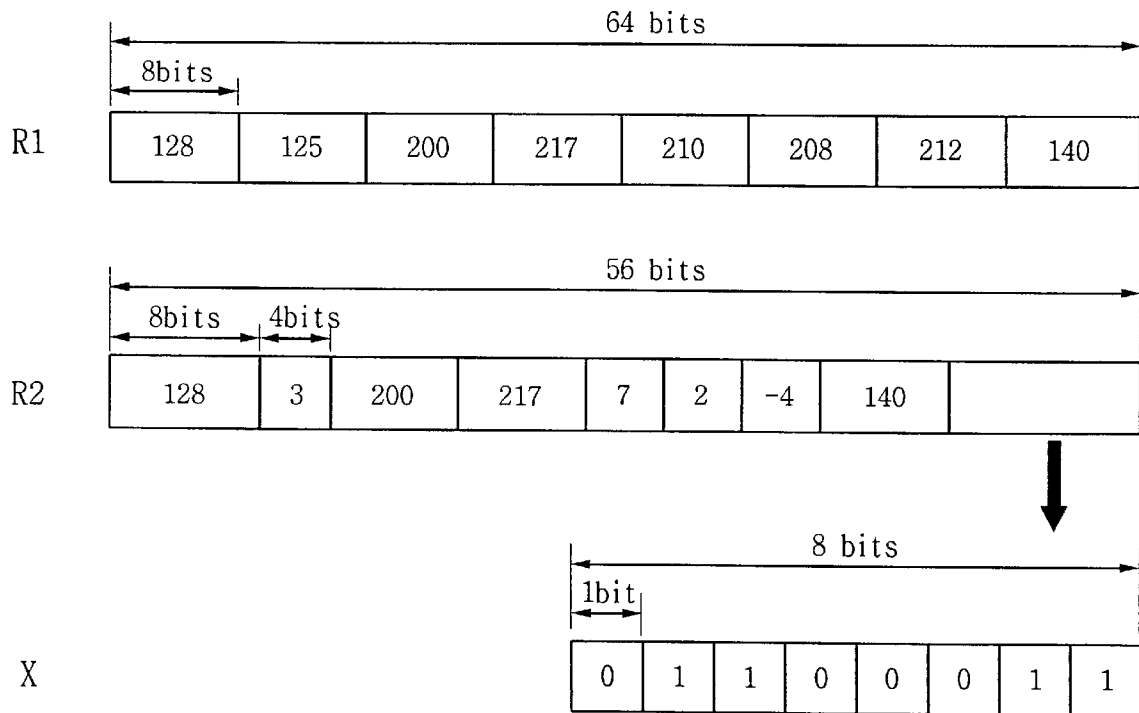 64 bits
8bits
R1 128 125 200 217 210 208 212 140
56 bits
8bits 4bits
R2 128 3 200 217 7 2 -4 140
8 bits
1bit
X 0 1 1 0 0 0 1 1